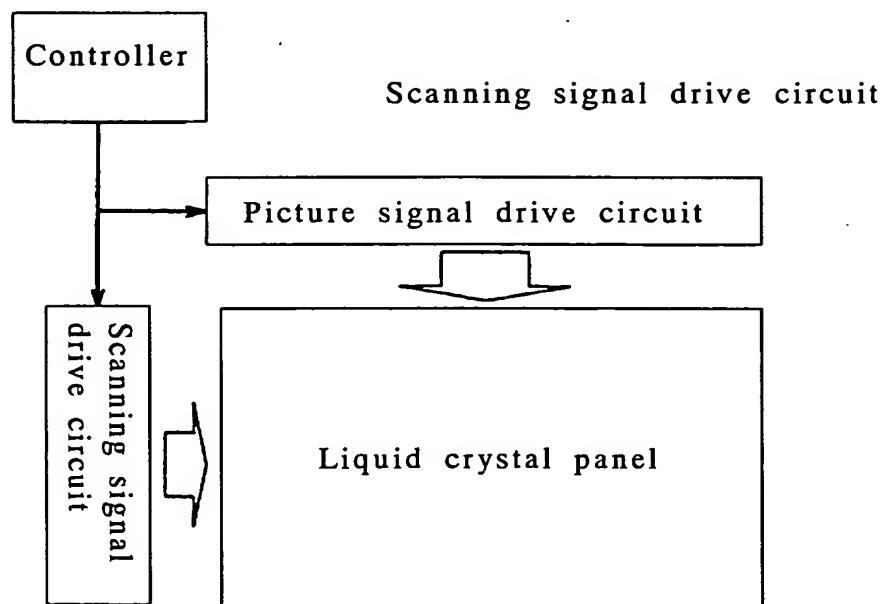 Controller
Scanning signal drive circuit
Picture signal drive circuit
Scanning signal
drive circuit
Liquid crystal panel